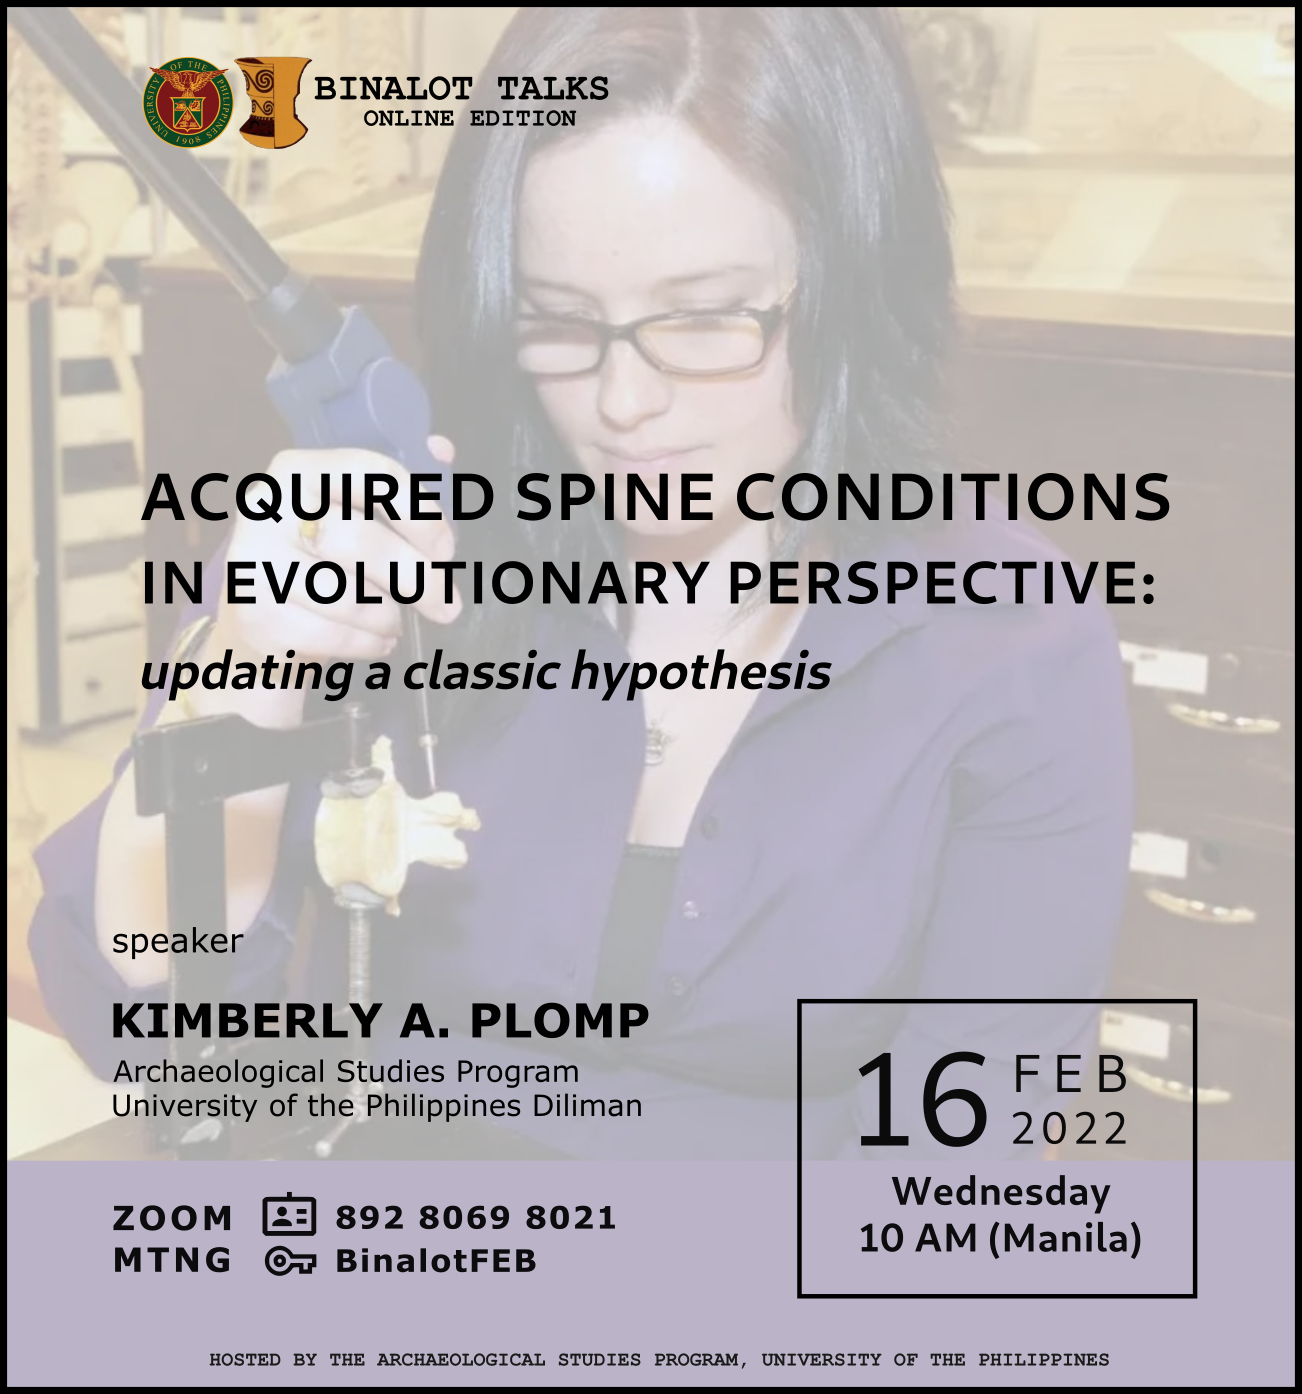 UNIVERSITY OF THE PHILIPPINES
1908
BINALOT TALKS
ONLINE EDITION
ACQUIRED SPINE CONDITIONS
IN EVOLUTIONARY PERSPECTIVE:
updating a classic hypothesis
speaker
KIMBERLY A. PLOMP
Archaeological Studies Program
University of the Philippines Diliman
16 FEB
2022
Wednesday
10 AM (Manila)
ZOOM 892 8069 8021
MTNG BinalotFEB
HOSTED BY THE ARCHAEOLOGICAL STUDIES PROGRAM, UNIVERSITY OF THE PHILIPPINES